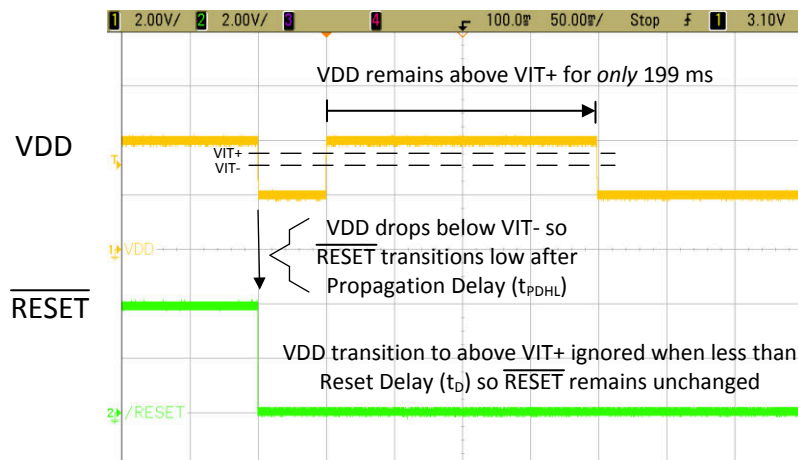 1 2.00V/ 2 2.00V/ 3 4 100.0m 50.00m/ Stop 1 3.10V
VDD remains above VIT+ for only 199 ms
VDD
T
VIT+
VIT-
VDD drops below VIT- so
RESET transitions low after
Propagation Delay (tPDHL)
1 VDD
RESET
VDD transition to above VIT+ ignored when less than
Reset Delay (tD) so RESET remains unchanged
2 /RESET